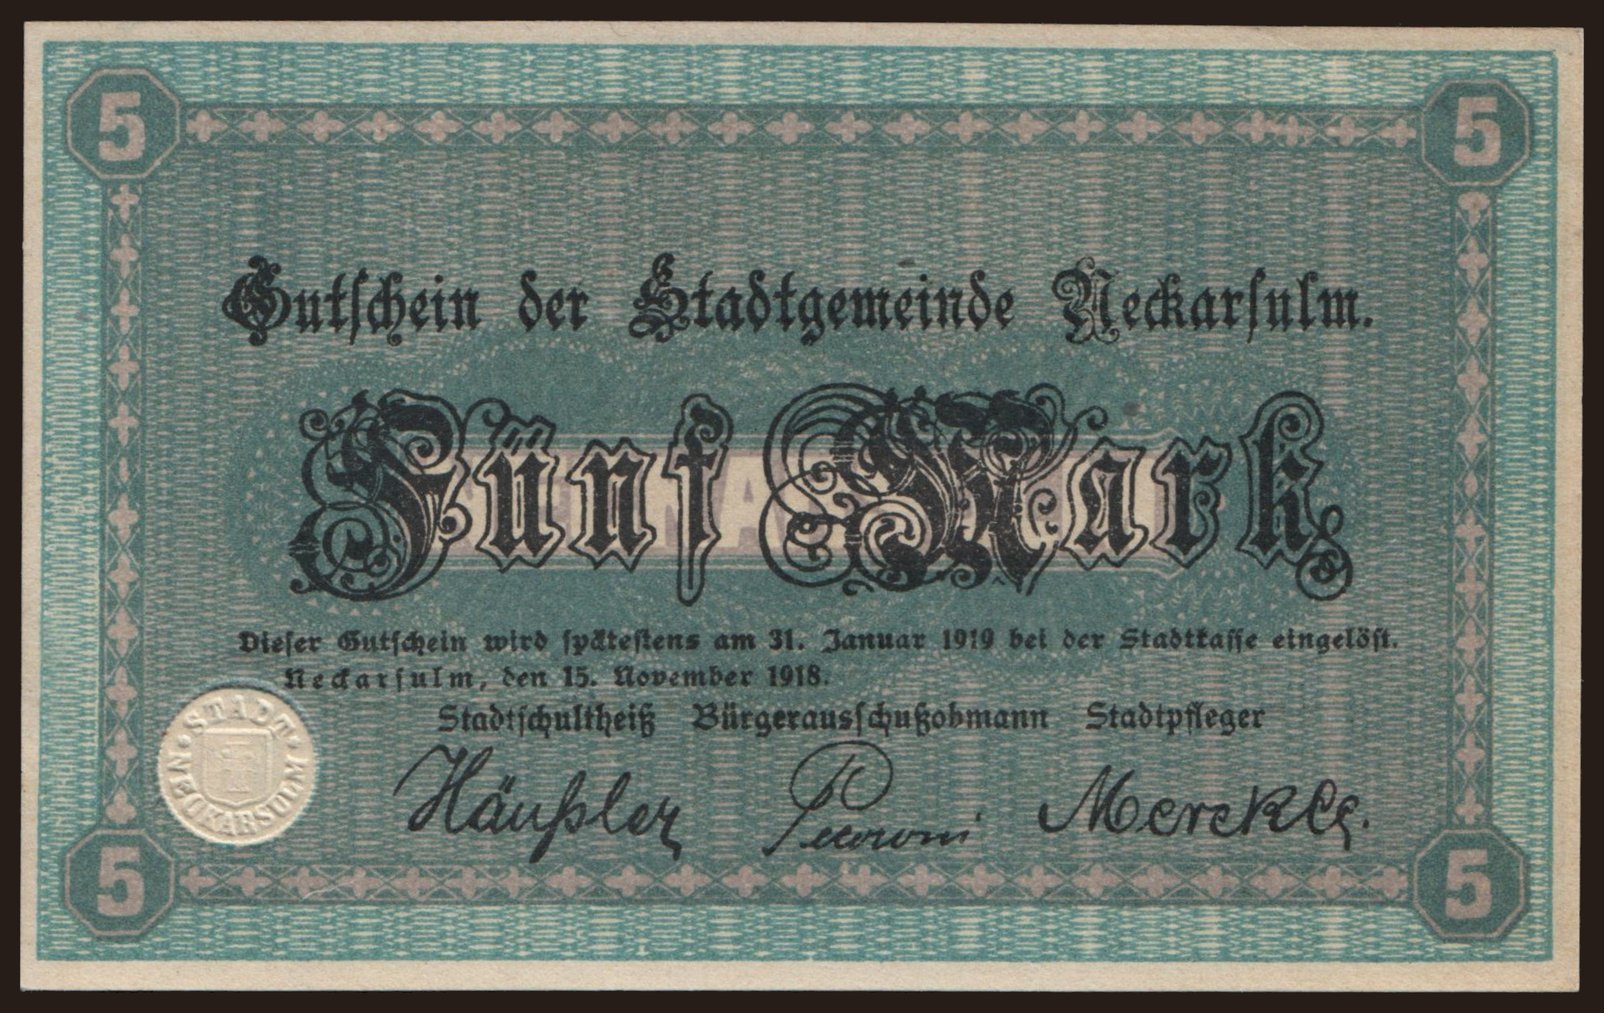 5 5
Gutschein der Stadtgemeinde Neckarsulm.
Fünf Mark
Dieser Gutschein wird spätestens am 31. Januar 1919 bei der Stadtkasse eingelöst.
Neckarsulm, den 15. November 1918.
Stadtschultheiß Bürgerausschußobmann Stadtpfleger
STADT
NECKARSULM
Häußler Merckle.
5 5